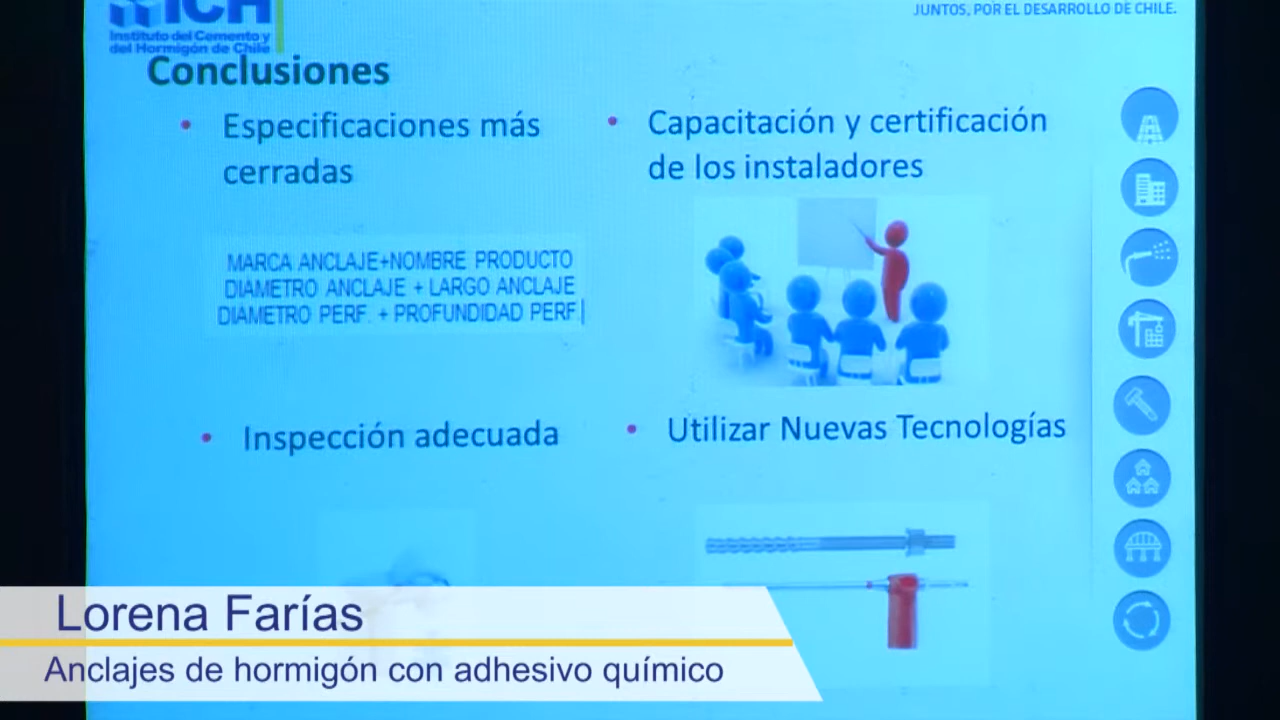 ICH
Instituto del Cemento y
del Hormigón de Chile
JUNTOS, POR EL DESARROLLO DE CHILE.
Conclusiones
• Especificaciones más
cerradas
MARCA ANCLAJE+NOMBRE PRODUCTO
DIAMETRO ANCLAJE + LARGO ANCLAJE
DIAMETRO PERF. + PROFUNDIDAD PERF.
• Capacitación y certificación
de los instaladores
• Inspección adecuada
• Utilizar Nuevas Tecnologías
Lorena Farías
Anclajes de hormigón con adhesivo químico